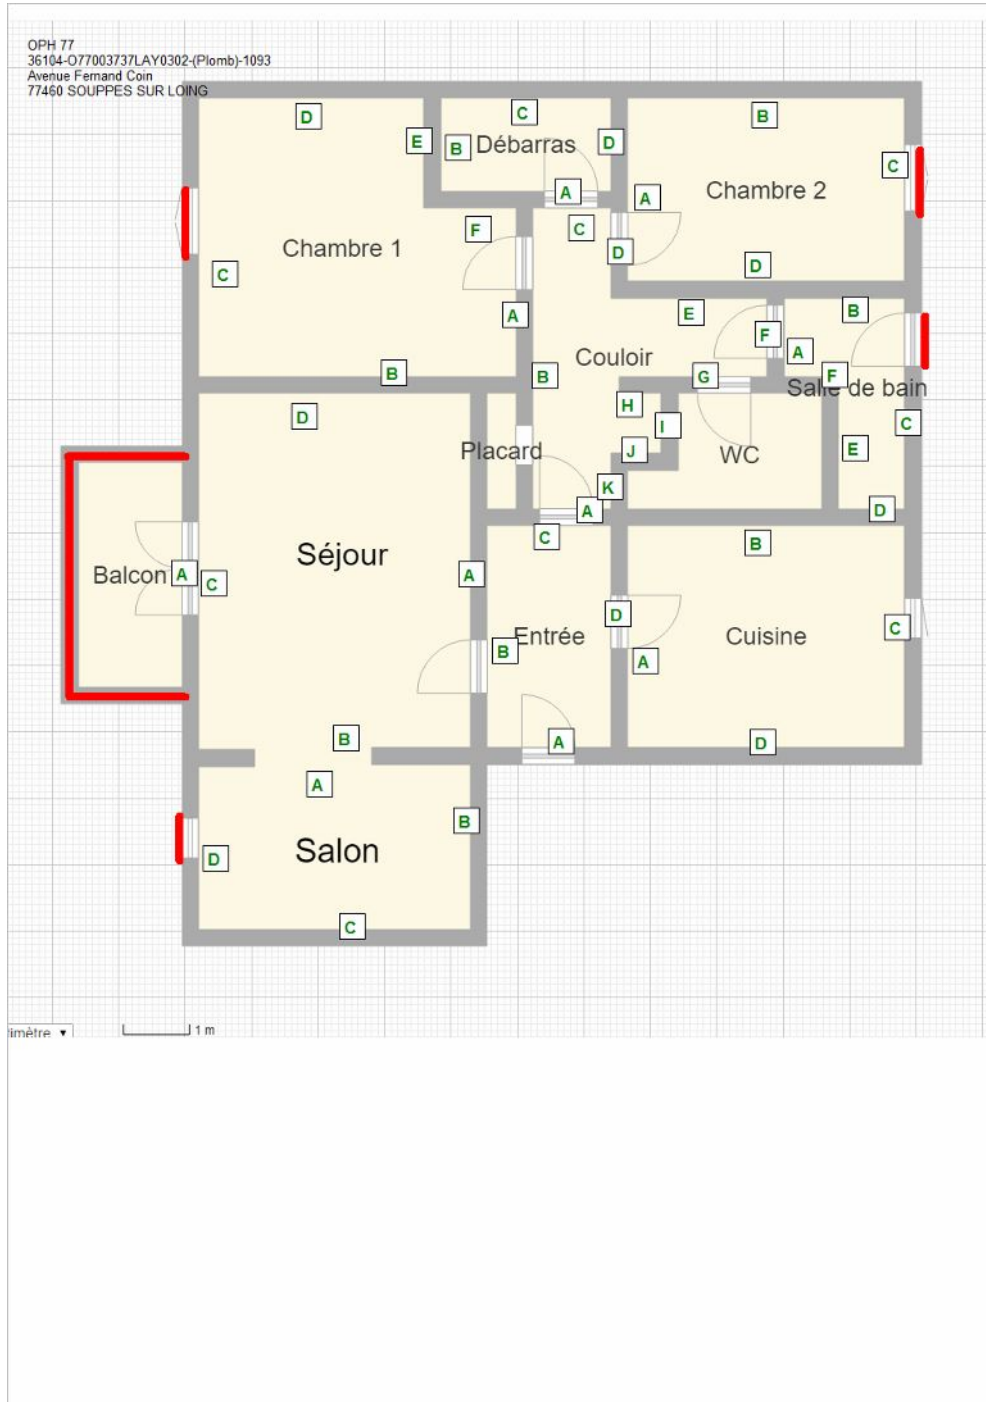 OPH 77
36104-O77003737LAY0302-(Plomb)-1093
Avenue Fernand Coin
77460 SOUPPES SUR LOING
D
C
B
E
B
Débarras
D
C
A
Chambre 2
A
F
C
Chambre 1
D
D
C
A
E
B
F
Couloir
A
B
B
G
F
Salle de bain
D
H
C
I
Placard
J
WC
E
K
A
D
C
B
Séjour
Balcon
A
C
A
D
Entrée
Cuisine
C
B
A
B
A
D
A
B
Salon
D
C
imètre ▼
1 m